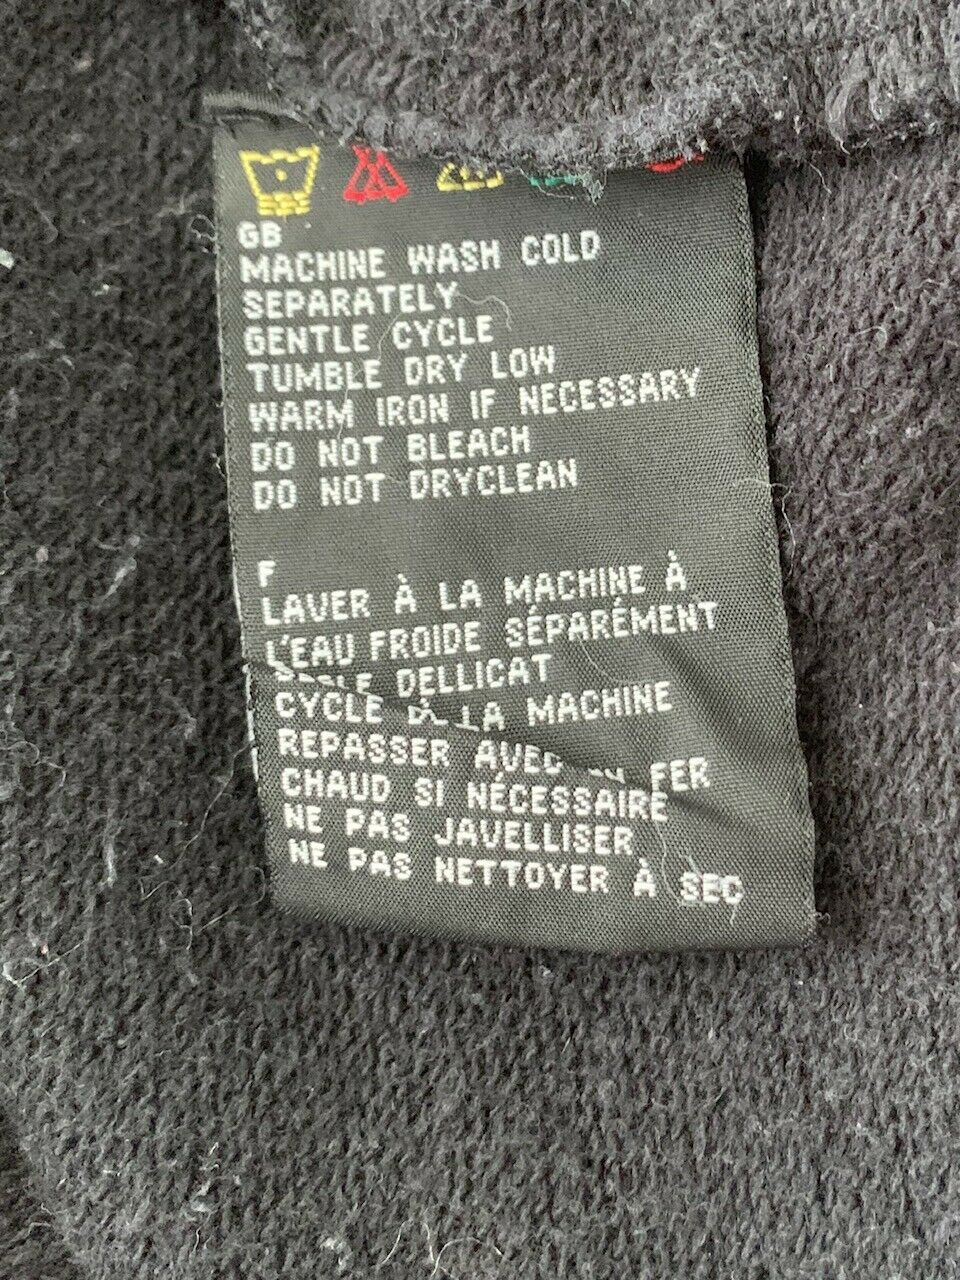 GB
MACHINE WASH COLD
SEPARATELY
GENTLE CYCLE
TUMBLE DRY LOW
WARM IRON IF NECESSARY
DO NOT BLEACH
DO NOT DRYCLEAN
F
LAVER À LA MACHINE À
L'EAU FROIDE SÉPARÉMENT
DELLICAT
CYCLE LA MACHINE
REPASSER AVEC FER
CHAUD SI NÉCESSAIRE
NE PAS JAVELLISER
NE PAS NETTOYER À SEC